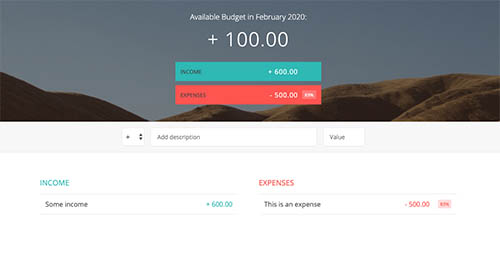 Available Budget in February 2020:
+ 100.00
INCOME + 600.00
EXPENSES - 500.00 83%
+ Add description Value
INCOME
Some income + 600.00
EXPENSES
This is an expense - 500.00 83%